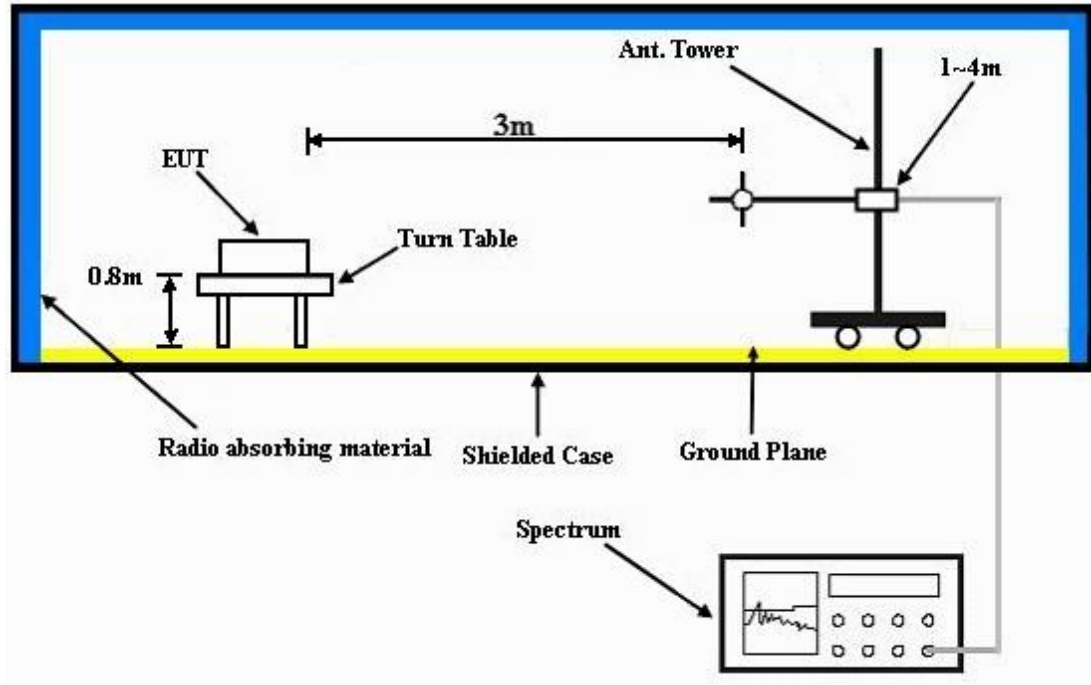 Ant. Tower
1~4m
3m
EUT
Turn Table
0.8m
Radio absorbing material
Shielded Case
Ground Plane
Spectrum